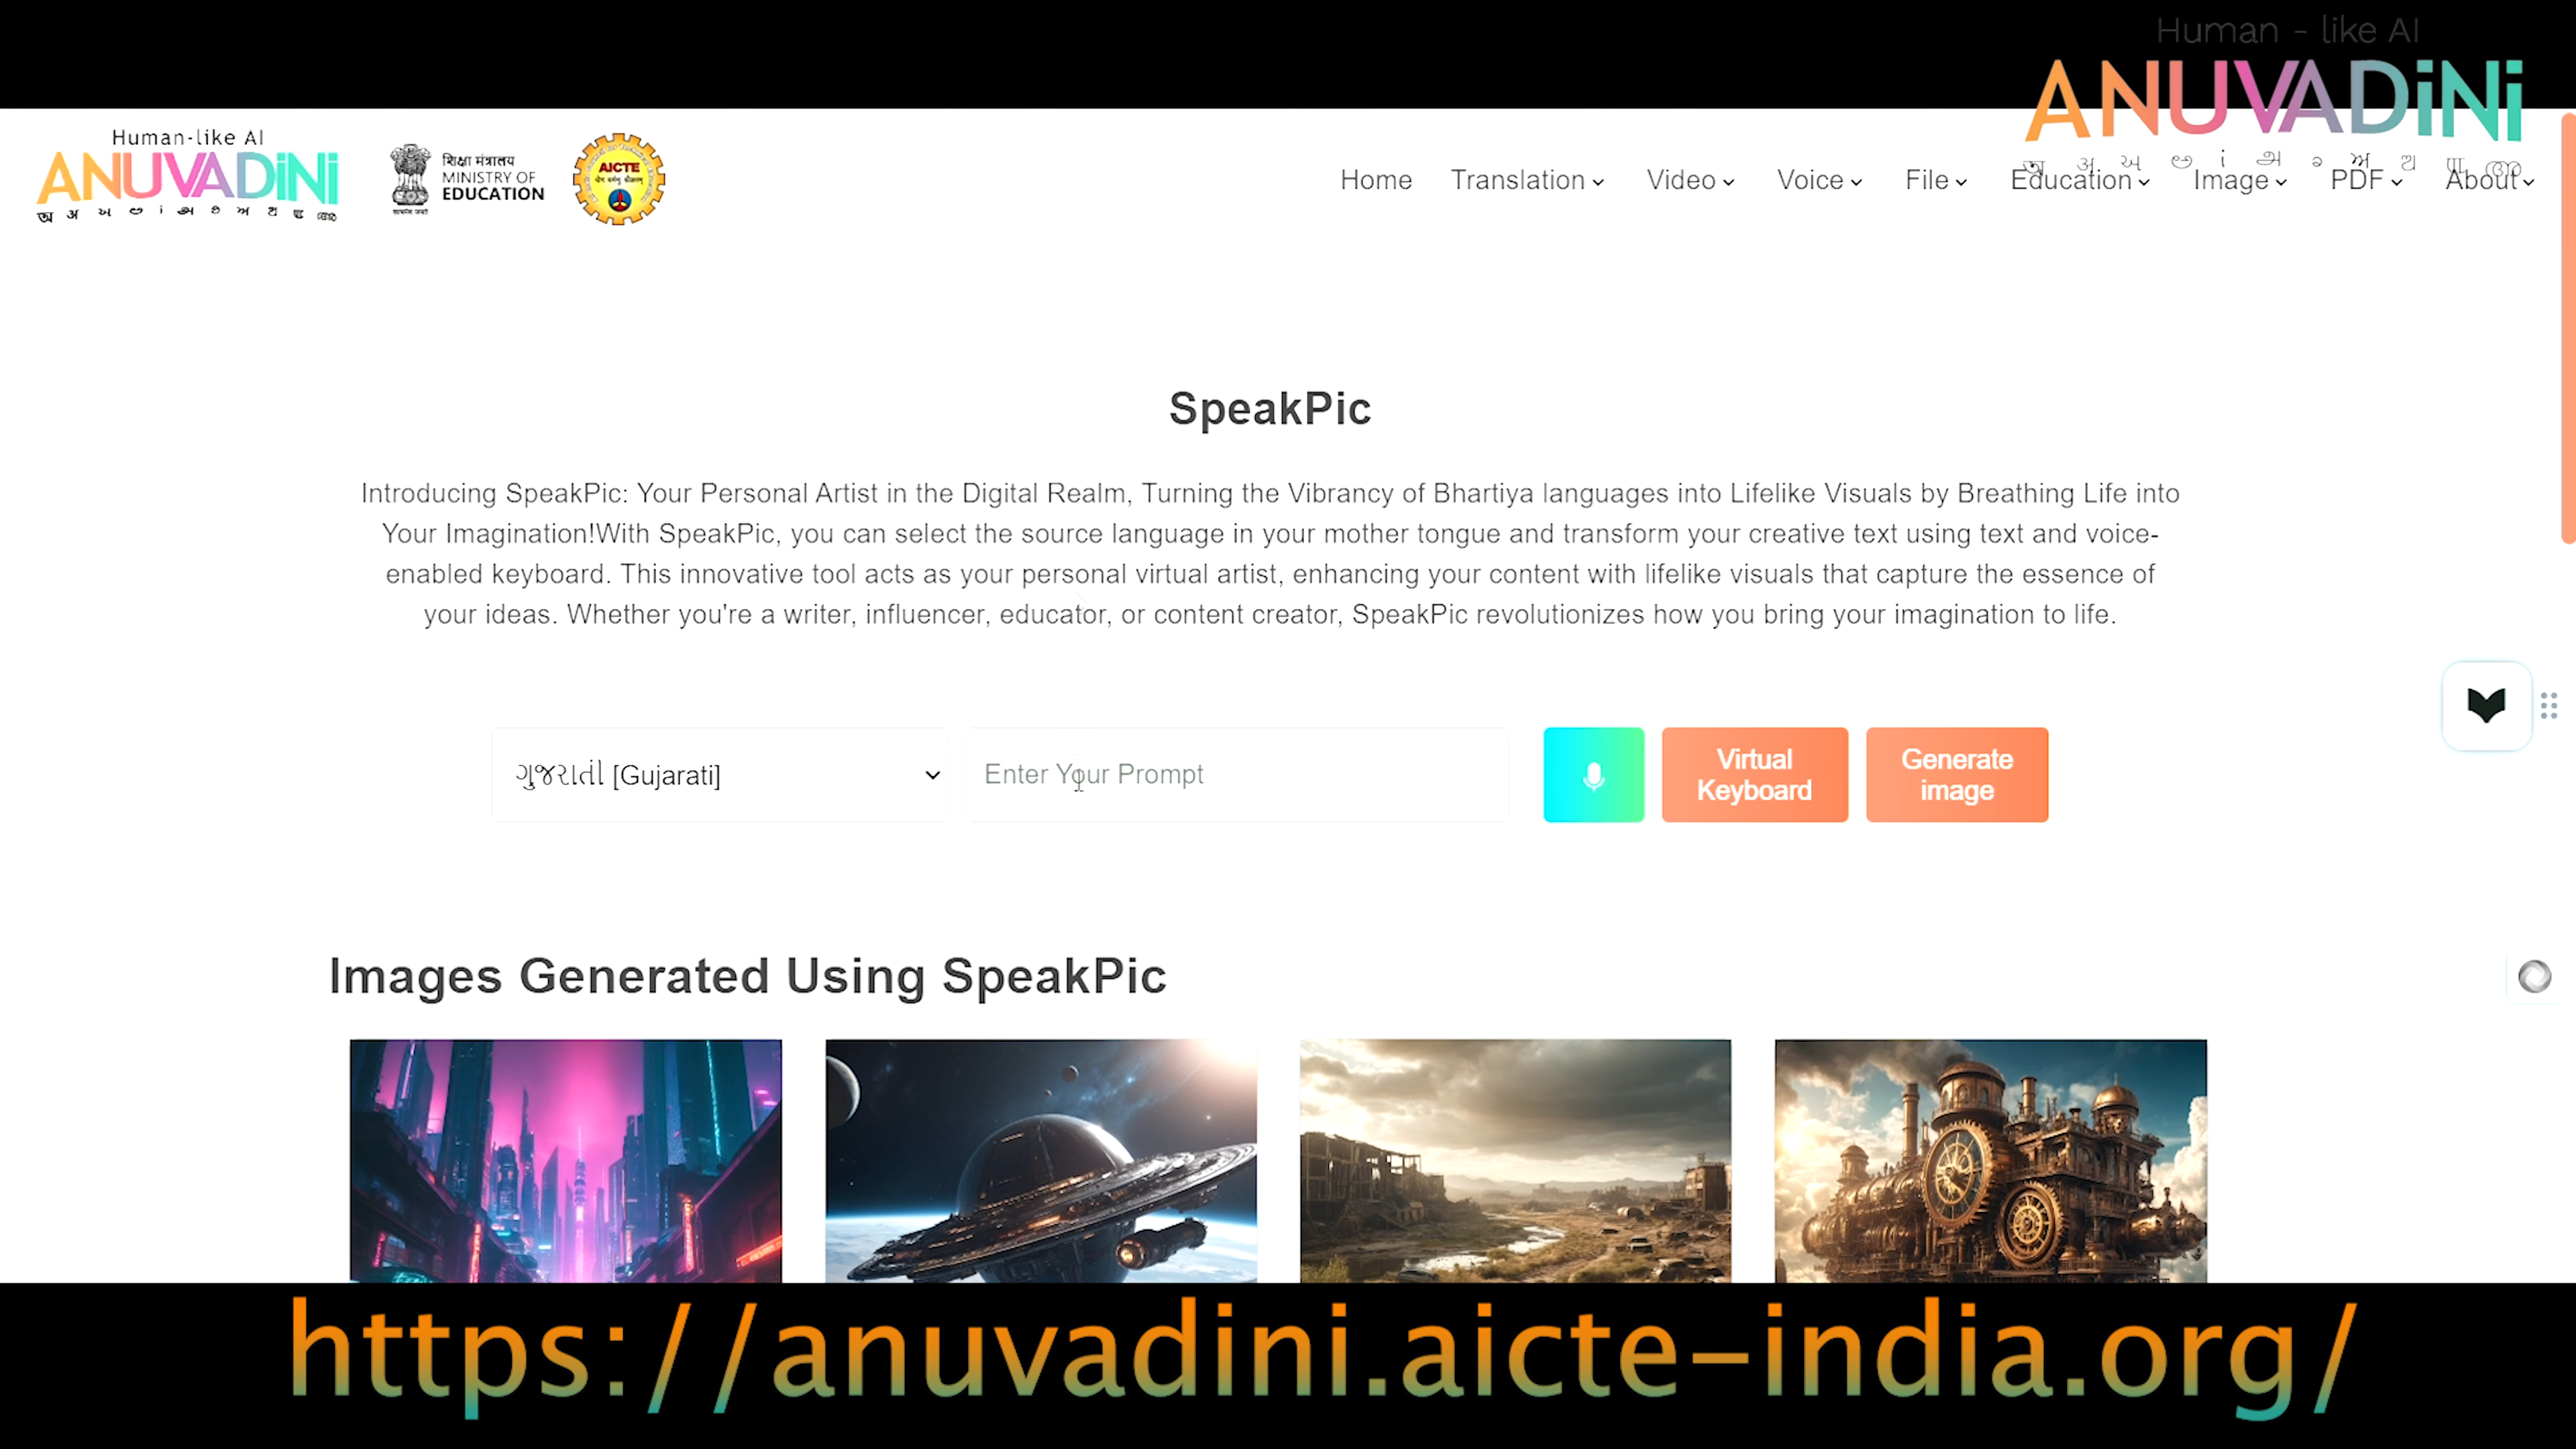 Human - like AI
ANUVADiNi
Human-like AI
ANUVADiNi
शिक्षा मंत्रालय
MINISTRY OF
EDUCATION
AICTE
Home Translation Video Voice File Education Image PDF About
SpeakPic
Introducing SpeakPic: Your Personal Artist in the Digital Realm, Turning the Vibrancy of Bhartiya languages into Lifelike Visuals by Breathing Life into
Your Imagination!With SpeakPic, you can select the source language in your mother tongue and transform your creative text using text and voice-
enabled keyboard. This innovative tool acts as your personal virtual artist, enhancing your content with lifelike visuals that capture the essence of
your ideas. Whether you're a writer, influencer, educator, or content creator, SpeakPic revolutionizes how you bring your imagination to life.
ગુજરાતી [Gujarati]
Enter Your Prompt
Virtual
Keyboard
Generate
image
Images Generated Using SpeakPic
https://anuvadini.aicte-india.org/